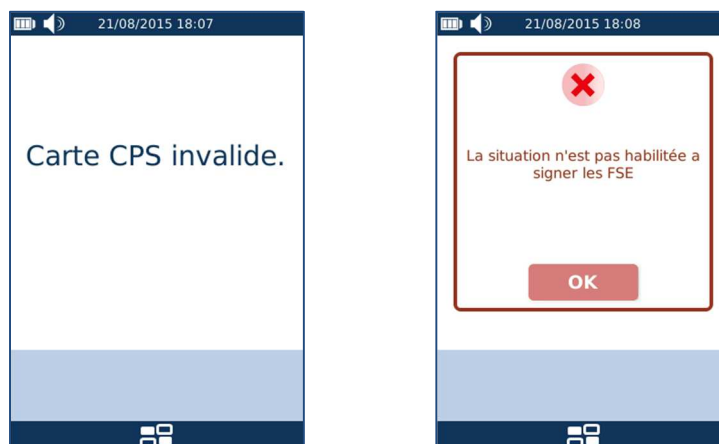 21/08/2015 18:07
Carte CPS invalide.
21/08/2015 18:08
La situation n'est pas habilitée a
signer les FSE
OK